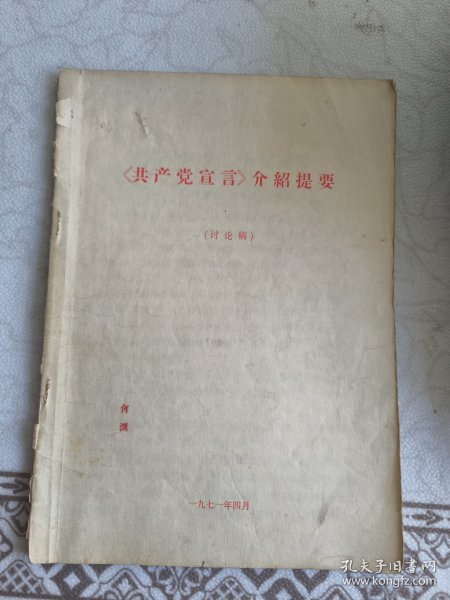 《共产党宣言》介紹提要
(讨论稿)
何
一九七一年四月
孔夫子旧书网
www.kongfz.com